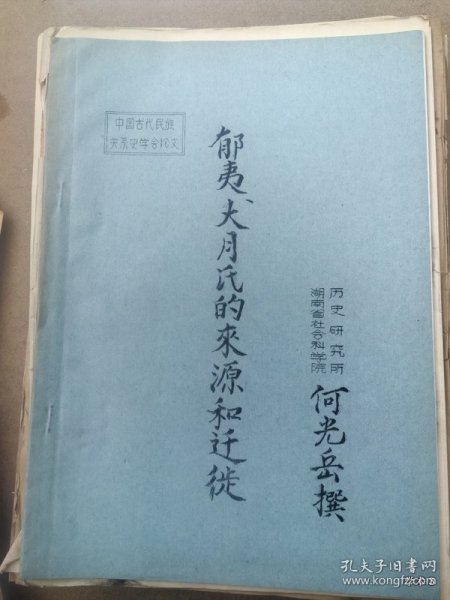 中国古代民族
关系史学会论文
郁夷、大月氏的來源和迁徙
湖南省社会科学院
历史研究所
何光岳撰
孔夫子旧书网
www.kongfz.com